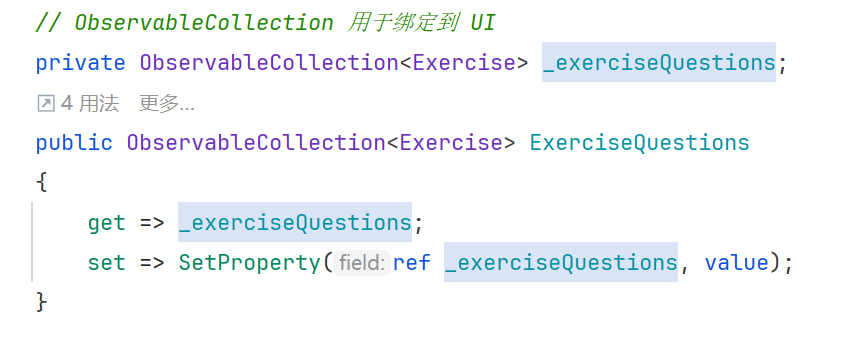 // ObservableCollection 用于绑定到 UI
private ObservableCollection<Exercise> _exerciseQuestions;
4 用法 更多...
public ObservableCollection<Exercise> ExerciseQuestions
{
get => _exerciseQuestions;
set => SetProperty(field:ref _exerciseQuestions, value);
}